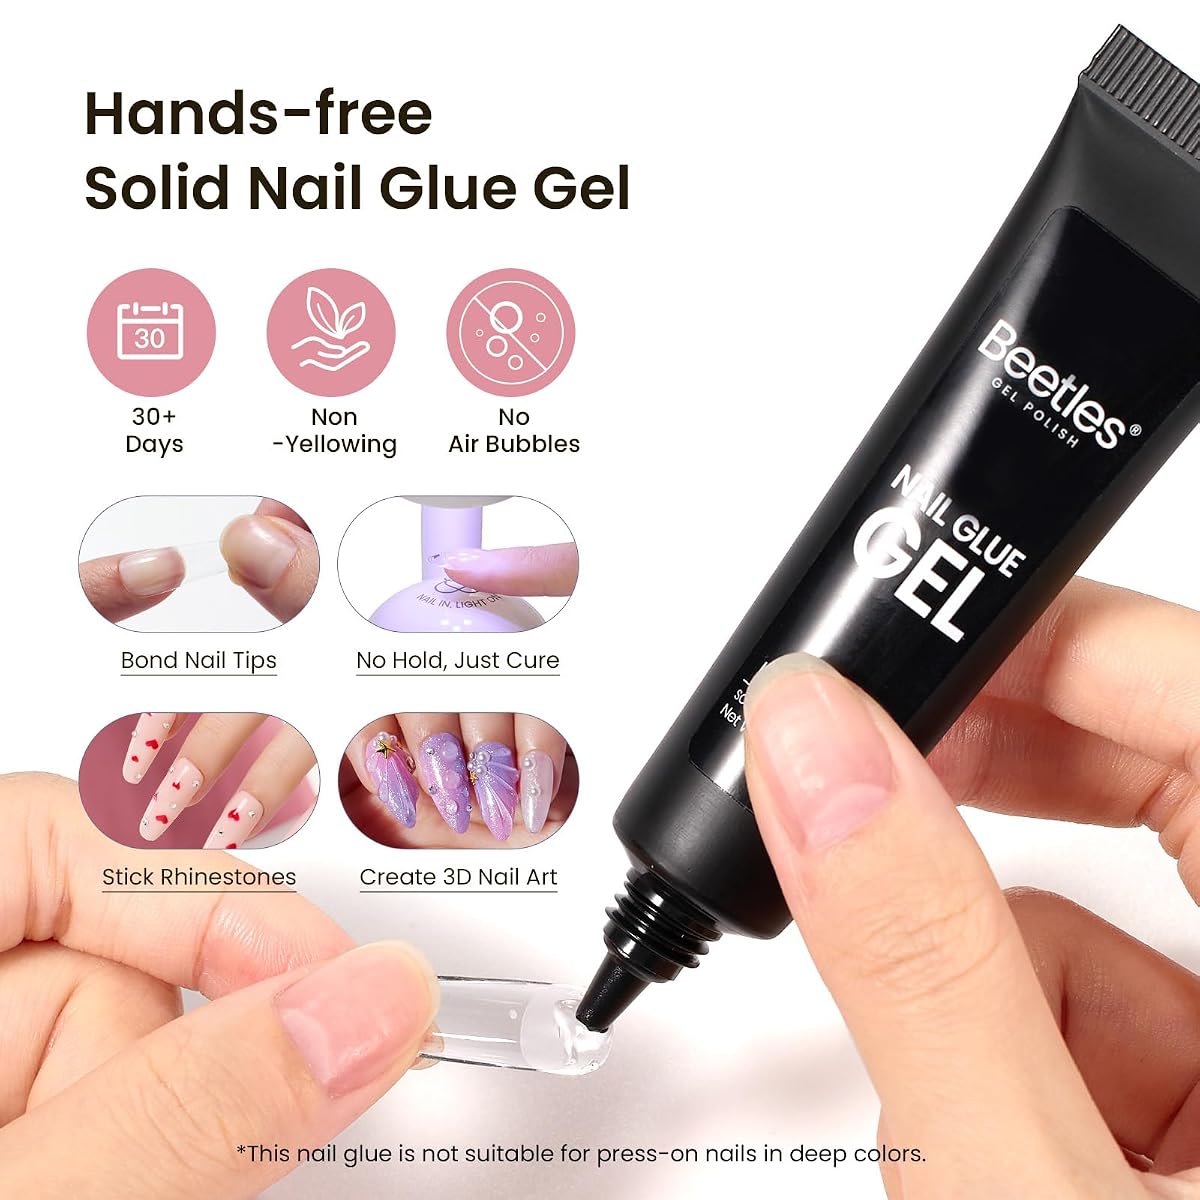 Hands-free
Solid Nail Glue Gel
30
30+
Days
Non
-Yellowing
No
Air Bubbles
NAIL IN, LIGHT ON
Bond Nail Tips
No Hold, Just Cure
Stick Rhinestones
Create 3D Nail Art
Beetles®
GEL POLISH
NAIL GLUE
GEL
Net
*This nail glue is not suitable for press-on nails in deep colors.